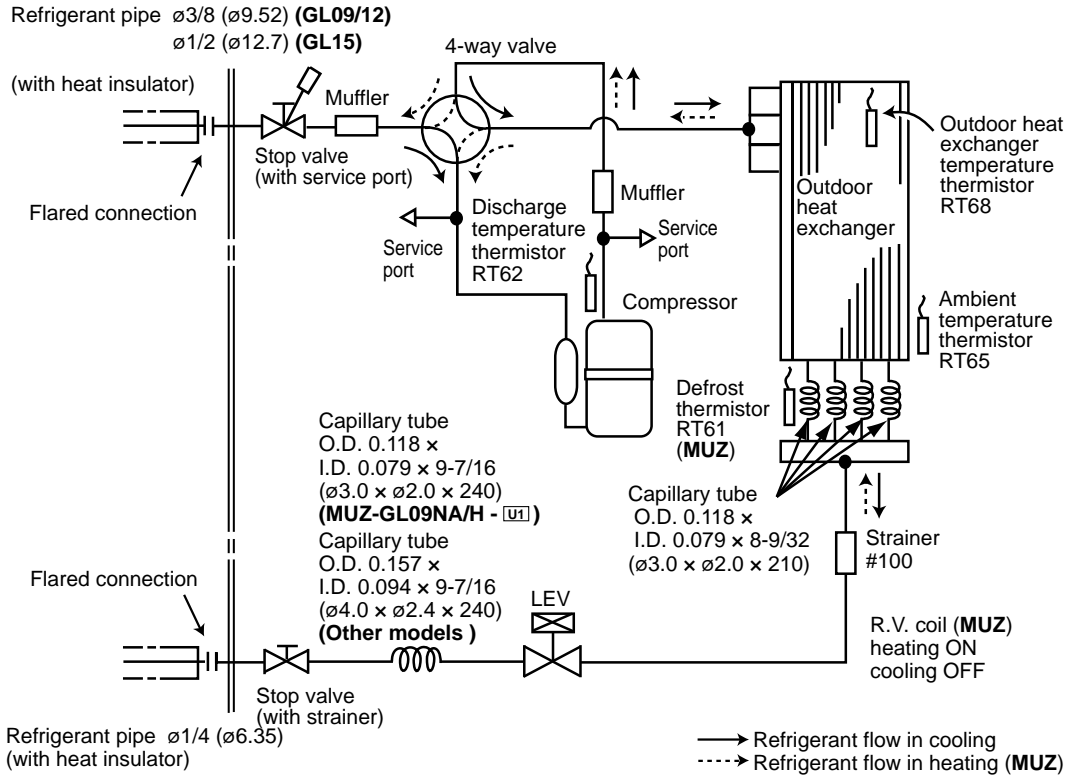 Refrigerant pipe ø3/8 (ø9.52) (GL09/12)
ø1/2 (ø12.7) (GL15)
(with heat insulator)
4-way valve
Muffler
Stop valve
(with service port)
Flared connection
Service
port
Discharge
temperature
thermistor
RT62
Muffler
Service
port
Compressor
Outdoor
heat
exchanger
Outdoor heat
exchanger
temperature
thermistor
RT68
Ambient
temperature
thermistor
RT65
Defrost
thermistor
RT61
(MUZ)
Capillary tube
O.D. 0.118 ×
I.D. 0.079 × 9-7/16
(ø3.0 × ø2.0 × 240)
(MUZ-GL09NA/H - U1 )
Capillary tube
O.D. 0.157 ×
I.D. 0.094 × 9-7/16
(ø4.0 × ø2.4 × 240)
(Other models )
Capillary tube
O.D. 0.118 ×
I.D. 0.079 × 8-9/32
(ø3.0 × ø2.0 × 210)
Strainer
#100
Flared connection
LEV
R.V. coil (MUZ)
heating ON
cooling OFF
Stop valve
(with strainer)
Refrigerant pipe ø1/4 (ø6.35)
(with heat insulator)
Refrigerant flow in cooling
Refrigerant flow in heating (MUZ)